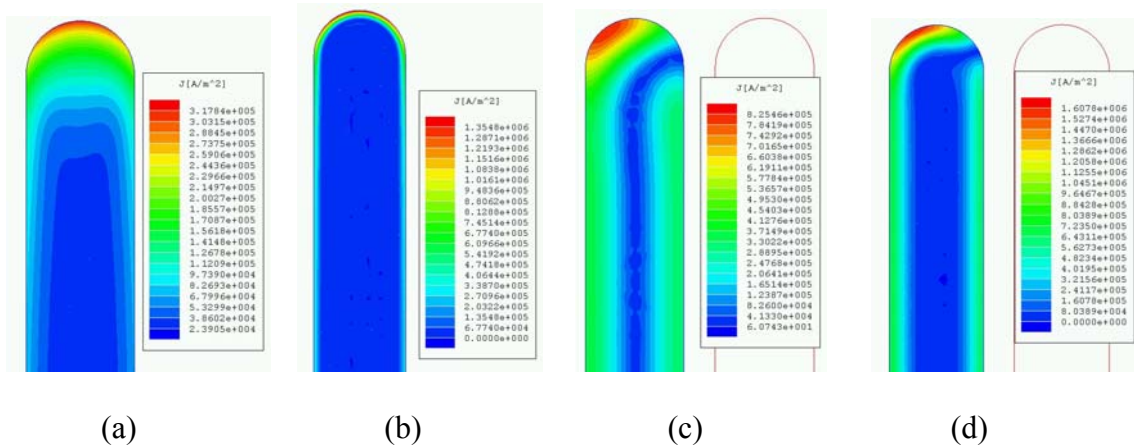 J[A/m^2]
3.1784e+005
3.0315e+005
2.8845e+005
2.7375e+005
2.5906e+005
2.4436e+005
2.2966e+005
2.1497e+005
2.0027e+005
1.8557e+005
1.7087e+005
1.5618e+005
1.4148e+005
1.2678e+005
1.1209e+005
9.7390e+004
8.2693e+004
6.7996e+004
5.3299e+004
3.8602e+004
2.3905e+004
J[A/m^2]
1.3548e+006
1.2871e+006
1.2193e+006
1.1516e+006
1.0838e+006
1.0161e+006
9.4836e+005
8.8062e+005
8.1288e+005
7.4514e+005
6.7740e+005
6.0966e+005
5.4192e+005
4.7418e+005
4.0644e+005
3.3870e+005
2.7096e+005
2.0322e+005
1.3548e+005
6.7740e+004
0.0000e+000
J[A/m^2]
8.2546e+005
7.8419e+005
7.4292e+005
7.0165e+005
6.6038e+005
6.1911e+005
5.7784e+005
5.3657e+005
4.9530e+005
4.5403e+005
4.1276e+005
3.7149e+005
3.3022e+005
2.8895e+005
2.4768e+005
2.0641e+005
1.6514e+005
1.2387e+005
8.2600e+004
4.1330e+004
6.0743e+001
J[A/m^2]
1.6078e+006
1.5274e+006
1.4470e+006
1.3666e+006
1.2862e+006
1.2058e+006
1.1255e+006
1.0451e+006
9.6467e+005
8.8428e+005
8.0389e+005
7.2350e+005
6.4311e+005
5.6273e+005
4.8234e+005
4.0195e+005
3.2156e+005
2.4117e+005
1.6078e+005
8.0389e+004
0.0000e+000
(a) (b) (c) (d)